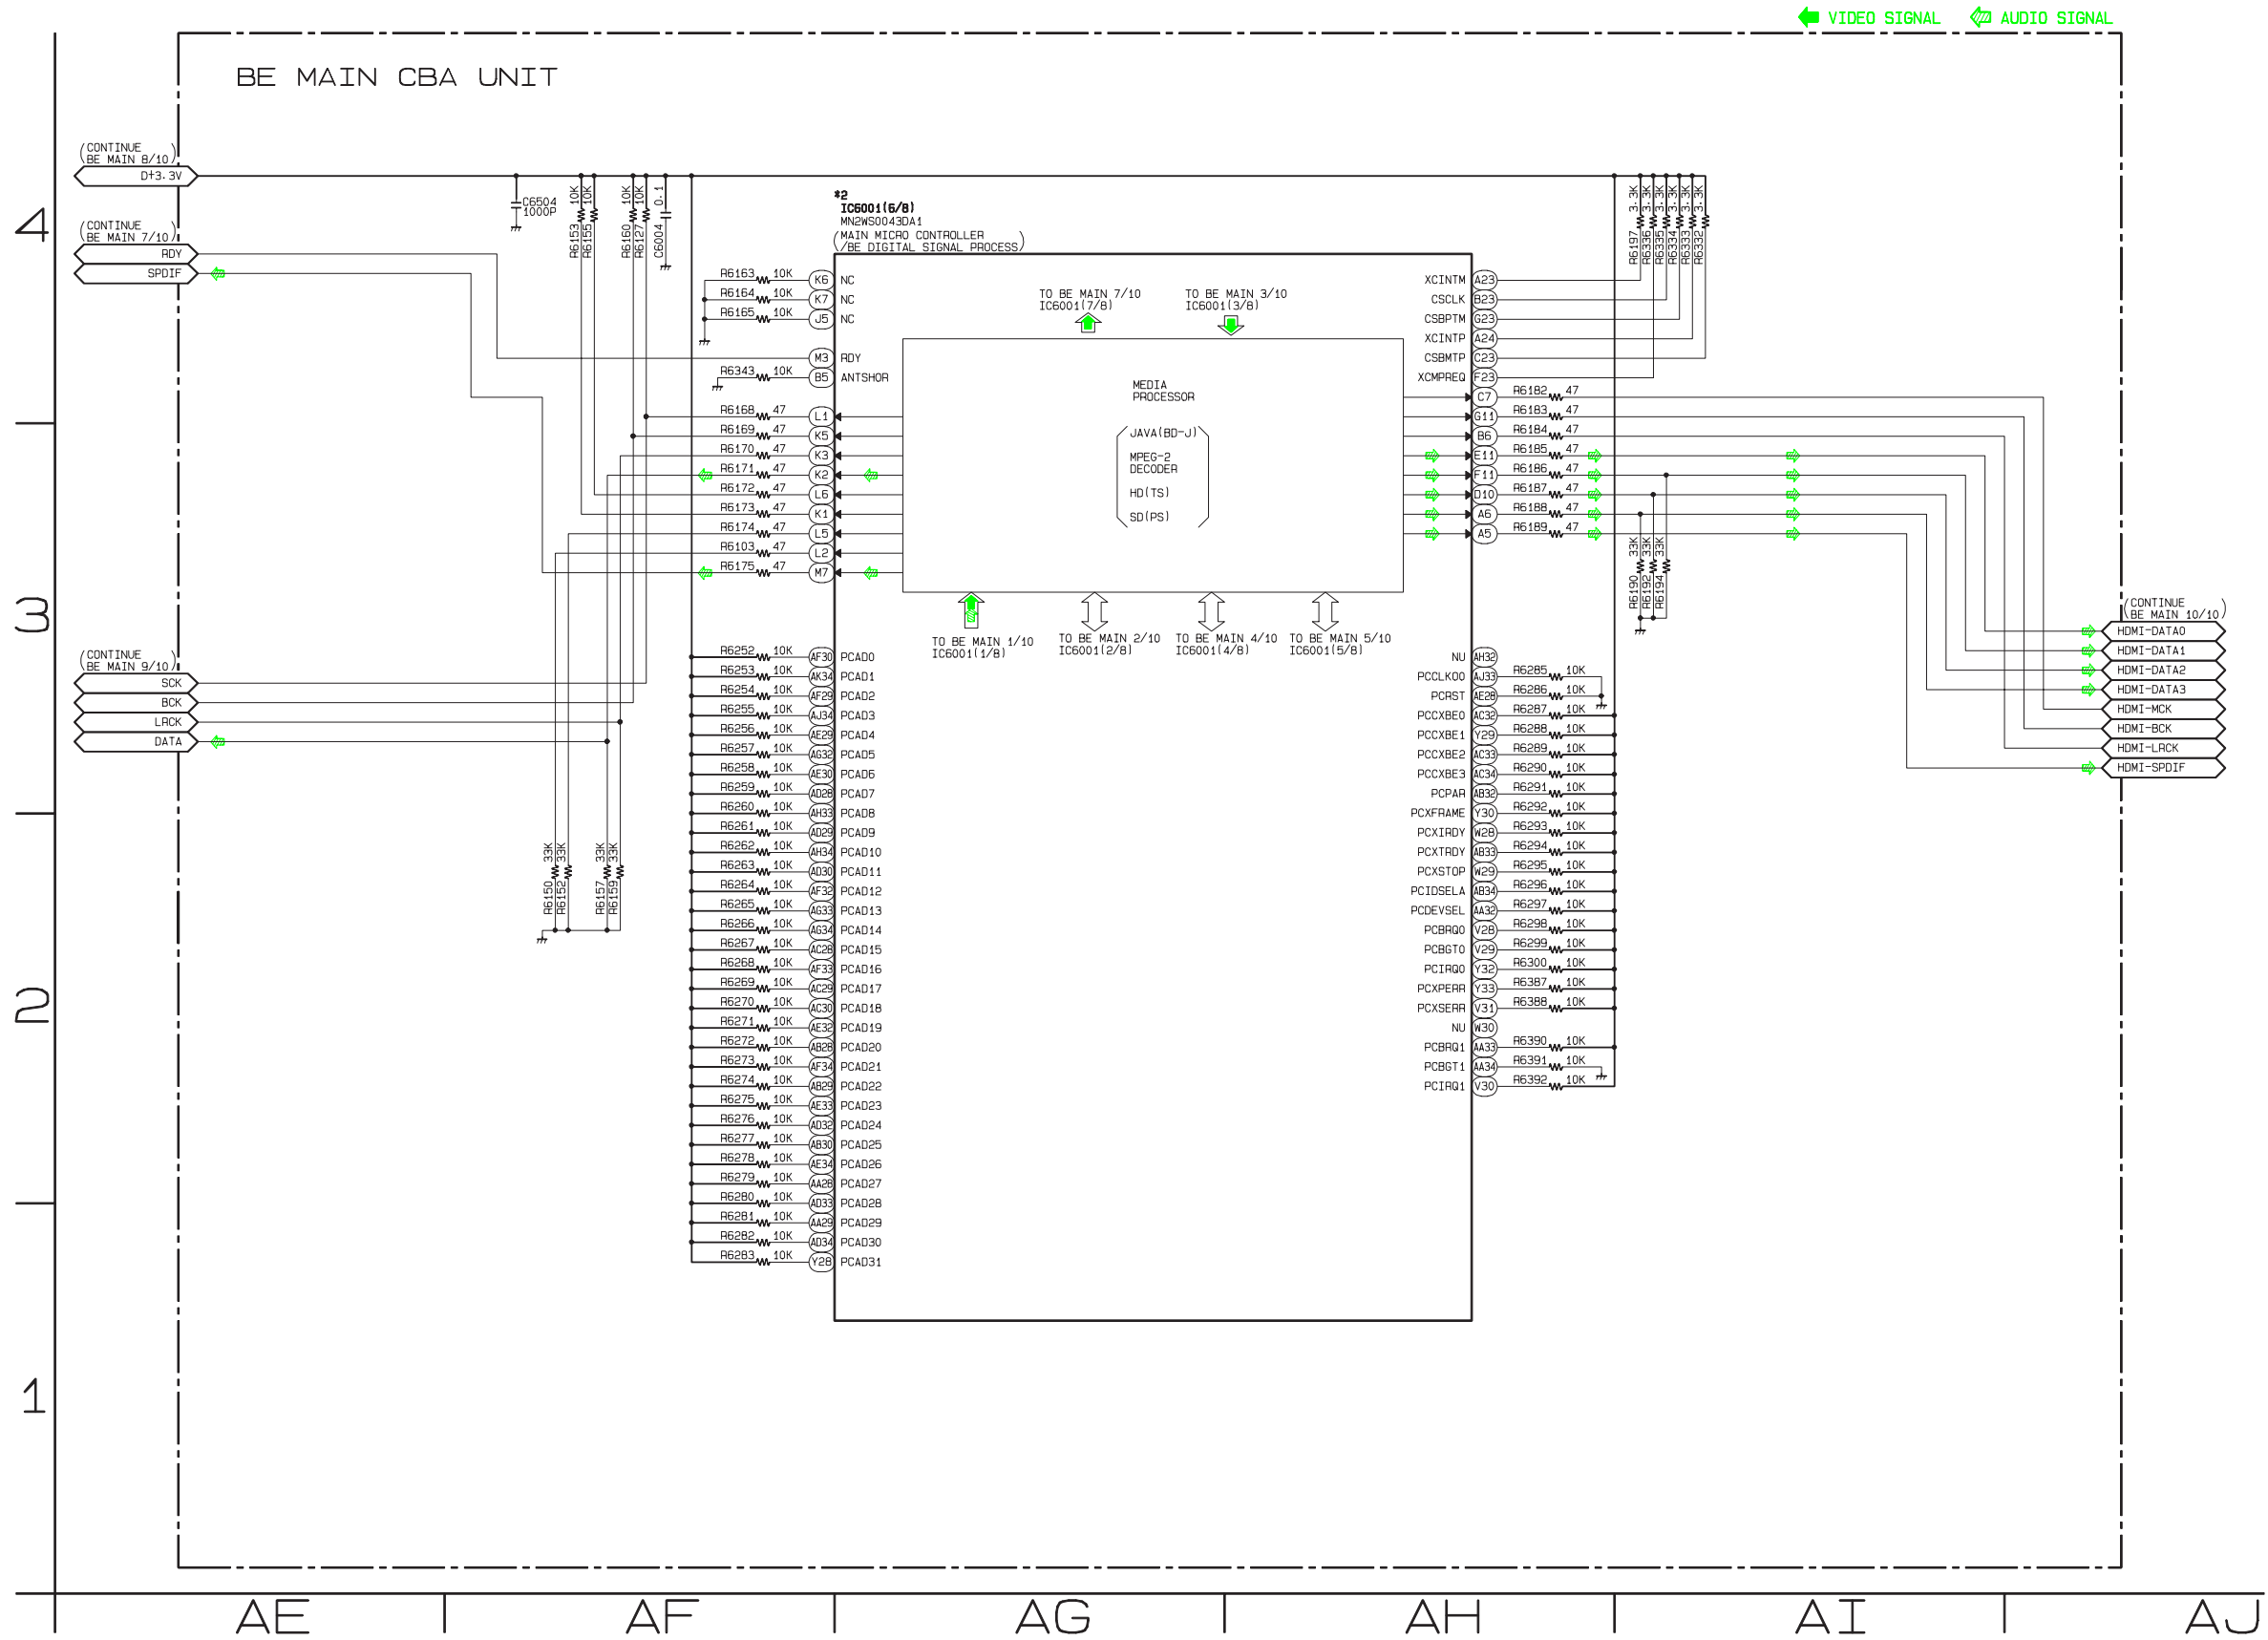 VIDEO SIGNAL AUDIO SIGNAL
BE MAIN CBA UNIT
(CONTINUE
BE MAIN 8/10)
D+3.3V
(CONTINUE
BE MAIN 7/10)
RDY
SPDIF
C6504
1000P
R6153 10K
R6155 10K
R6160 10K
R6127 10K
C6004 0.1
*2
IC6001(6/8)
MN2WS0043DA1
(MAIN MICRO CONTROLLER
/BE DIGITAL SIGNAL PROCESS)
R6197 3.3K
R6336 3.3K
R6335 3.3K
R6334 3.3K
R6333 3.3K
R6332 3.3K
R6163 10K K6 NC
R6164 10K K7 NC
R6165 10K J5 NC
M3 RDY
R6343 10K B5 ANTSHOR
R6168 47 L1
R6169 47 K5
R6170 47 K3
R6171 47 K2
R6172 47 L6
R6173 47 K1
R6174 47 L5
R6103 47 L2
R6175 47 M7
TO BE MAIN 7/10
IC6001(7/8)
TO BE MAIN 3/10
IC6001(3/8)
MEDIA
PROCESSOR
JAVA(BD-J)
MPEG-2
DECODER
HD(TS)
SD(PS)
TO BE MAIN 1/10
IC6001(1/8)
TO BE MAIN 2/10
IC6001(2/8)
TO BE MAIN 4/10
IC6001(4/8)
TO BE MAIN 5/10
IC6001(5/8)
XCINTM A23
CSCLK B23
CSBPTM G23
XCINTP A24
CSBMTP C23
XCMPREQ F23
C7 R6182 47
G11 R6183 47
B6 R6184 47
E11 R6185 47
F11 R6186 47
D10 R6187 47
A6 R6188 47
A5 R6189 47
R6190 33K
R6192 33K
R6194 33K
(CONTINUE
BE MAIN 10/10)
HDMI-DATA0
HDMI-DATA1
HDMI-DATA2
HDMI-DATA3
HDMI-MCK
HDMI-BCK
HDMI-LRCK
HDMI-SPDIF
(CONTINUE
BE MAIN 9/10)
SCK
BCK
LRCK
DATA
R6150 33K
R6152 33K
R6157 33K
R6159 33K
R6252 10K AF30 PCAD0
R6253 10K AK34 PCAD1
R6254 10K AF29 PCAD2
R6255 10K AJ34 PCAD3
R6256 10K AE29 PCAD4
R6257 10K AG32 PCAD5
R6258 10K AE30 PCAD6
R6259 10K AD28 PCAD7
R6260 10K AH33 PCAD8
R6261 10K AD29 PCAD9
R6262 10K AH34 PCAD10
R6263 10K AD30 PCAD11
R6264 10K AF32 PCAD12
R6265 10K AG33 PCAD13
R6266 10K AG34 PCAD14
R6267 10K AC28 PCAD15
R6268 10K AF33 PCAD16
R6269 10K AC29 PCAD17
R6270 10K AC30 PCAD18
R6271 10K AE32 PCAD19
R6272 10K AB28 PCAD20
R6273 10K AF34 PCAD21
R6274 10K AB29 PCAD22
R6275 10K AE33 PCAD23
R6276 10K AD32 PCAD24
R6277 10K AB30 PCAD25
R6278 10K AE34 PCAD26
R6279 10K AA28 PCAD27
R6280 10K AD33 PCAD28
R6281 10K AA29 PCAD29
R6282 10K AD34 PCAD30
R6283 10K Y28 PCAD31
NU AH32
PCCLKOO AJ33 R6285 10K
PCRST AE28 R6286 10K
PCCXBE0 AC32 R6287 10K
PCCXBE1 Y29 R6288 10K
PCCXBE2 AC33 R6289 10K
PCCXBE3 AC34 R6290 10K
PCPAR AB32 R6291 10K
PCXFRAME Y30 R6292 10K
PCXIRDY W28 R6293 10K
PCXTRDY AB33 R6294 10K
PCXSTOP W29 R6295 10K
PCIDSELA AB34 R6296 10K
PCDEVSEL AA32 R6297 10K
PCBRQ0 V28 R6298 10K
PCBGT0 V29 R6299 10K
PCIRQ0 Y32 R6300 10K
PCXPERR Y33 R6387 10K
PCXSERR V31 R6388 10K
NU W30
PCBRQ1 AA33 R6390 10K
PCBGT1 AA34 R6391 10K
PCIRQ1 V30 R6392 10K
4
3
2
1
AE AF AG AH AI AJ